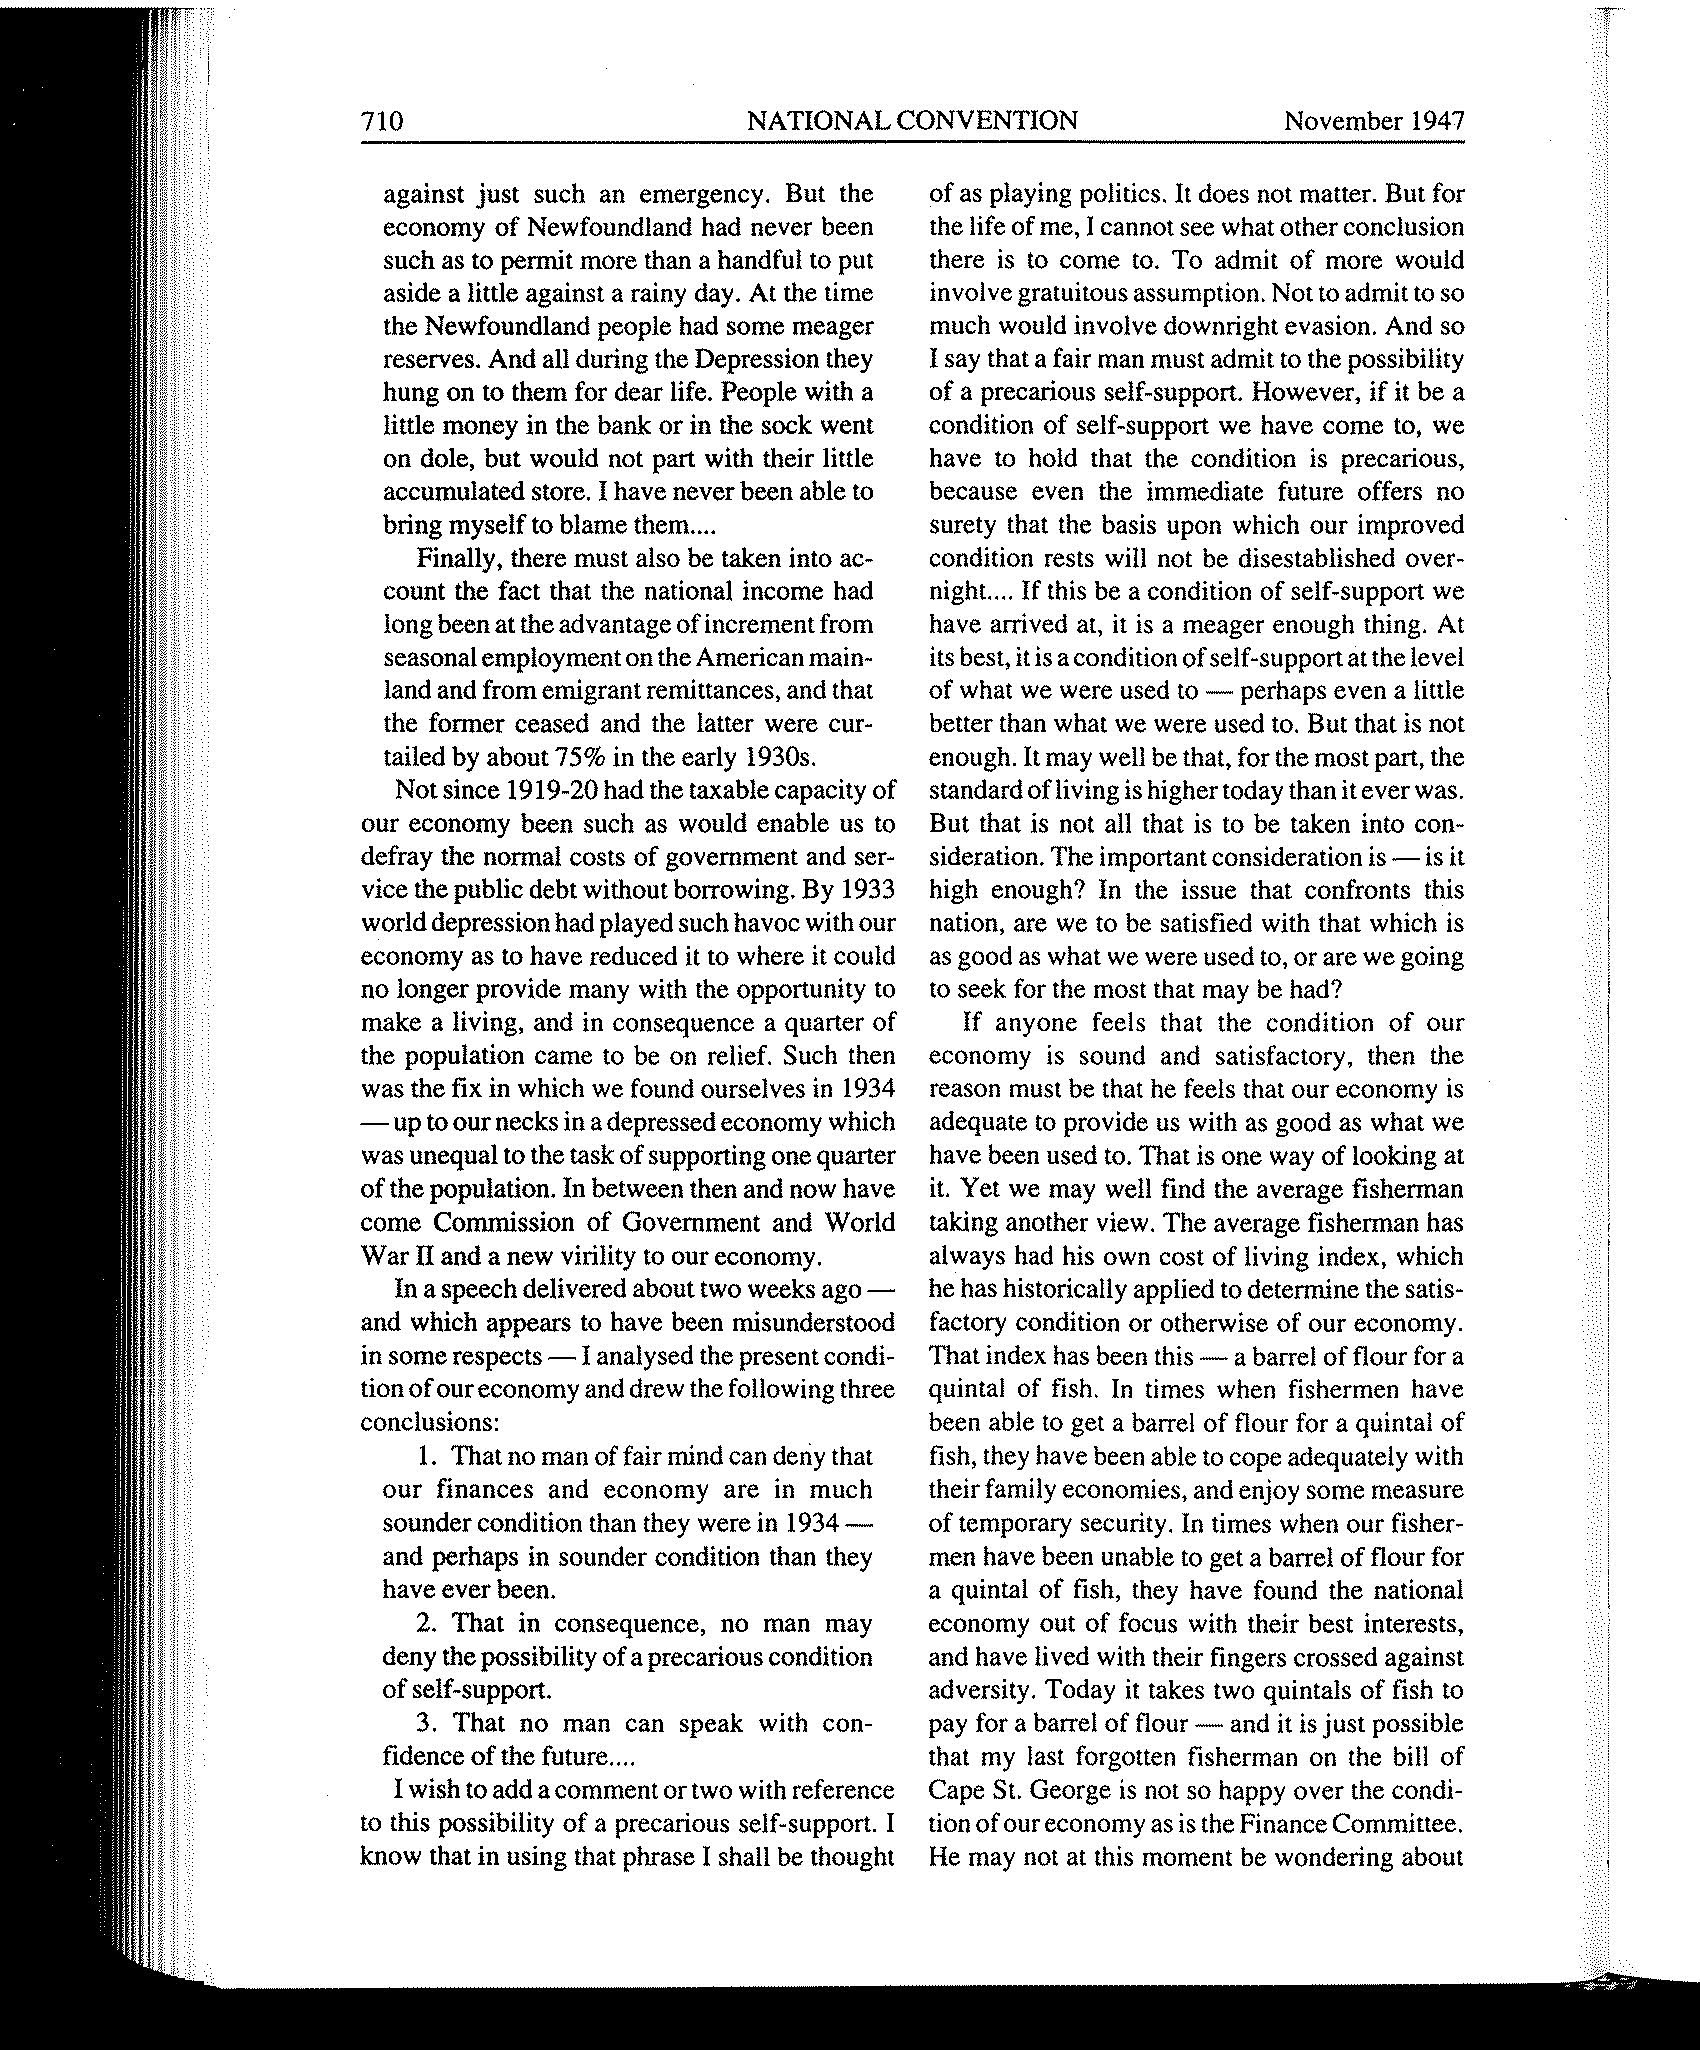 710 NATIONAL CONVENTION November 1947
against just such an emergency. But the
economy of Newfoundland had never been
such as to permit more than a handful to put
aside a little against a rainy day. At the time
the Newfoundland people had some meager
reserves. And all during the Depression they
hung on to them for dear life. People with a
little money in the bank or in the sock went
on dole, but would not part with their little
accumulated store. I have never been able to
bring myself to blame them....
Finally, there must also be taken into ac-
count the fact that the national income had
long been at the advantage of increment from
seasonal employment on the American main-
land and from emigrant remittances, and that
the former ceased and the latter were cur-
tailed by about 75% in the early 1930s.
Not since 1919-20 had the taxable capacity of
our economy been such as would enable us to
defray the normal costs of government and ser-
vice the public debt without borrowing. By 1933
world depression had played such havoc with our
economy as to have reduced it to where it could
no longer provide many with the opportunity to
make a living, and in consequence a quarter of
the population came to be on relief. Such then
was the fix in which we found ourselves in 1934
— up to our necks in a depressed economy which
was unequal to the task of supporting one quarter
of the population. In between then and now have
come Commission of Government and World
War II and a new virility to our economy.
In a speech delivered about two weeks ago —
and which appears to have been misunderstood
in some respects — I analysed the present condi-
tion of our economy and drew the following three
conclusions:
1. That no man of fair mind can deny that
our finances and economy are in much
sounder condition than they were in 1934 —
and perhaps in sounder condition than they
have ever been.
2. That in consequence, no man may
deny the possibility of a precarious condition
of self-support.
3. That no man can speak with con-
fidence of the future....
I wish to add a comment or two with reference
to this possibility of a precarious self-support. I
know that in using that phrase I shall be thought
of as playing politics. It does not matter. But for
the life of me, I cannot see what other conclusion
there is to come to. To admit of more would
involve gratuitous assumption. Not to admit to so
much would involve downright evasion. And so
I say that a fair man must admit to the possibility
of a precarious self-support. However, if it be a
condition of self-support we have come to, we
have to hold that the condition is precarious,
because even the immediate future offers no
surety that the basis upon which our improved
condition rests will not be disestablished over-
night.... If this be a condition of self-support we
have arrived at, it is a meager enough thing. At
its best, it is a condition of self-support at the level
of what we were used to — perhaps even a little
better than what we were used to. But that is not
enough. It may well be that, for the most part, the
standard of living is higher today than it ever was.
But that is not all that is to be taken into con-
sideration. The important consideration is — is it
high enough? In the issue that confronts this
nation, are we to be satisfied with that which is
as good as what we were used to, or are we going
to seek for the most that may be had?
If anyone feels that the condition of our
economy is sound and satisfactory, then the
reason must be that he feels that our economy is
adequate to provide us with as good as what we
have been used to. That is one way of looking at
it. Yet we may well find the average fisherman
taking another view. The average fisherman has
always had his own cost of living index, which
he has historically applied to determine the satis-
factory condition or otherwise of our economy.
That index has been this — a barrel of flour for a
quintal of fish. In times when fishermen have
been able to get a barrel of flour for a quintal of
fish, they have been able to cope adequately with
their family economies, and enjoy some measure
of temporary security. In times when our fisher-
men have been unable to get a barrel of flour for
a quintal of fish, they have found the national
economy out of focus with their best interests,
and have lived with their fingers crossed against
adversity. Today it takes two quintals of fish to
pay for a barrel of flour — and it is just possible
that my last forgotten fisherman on the bill of
Cape St. George is not so happy over the condi-
tion of our economy as is the Finance Committee.
He may not at this moment be wondering about